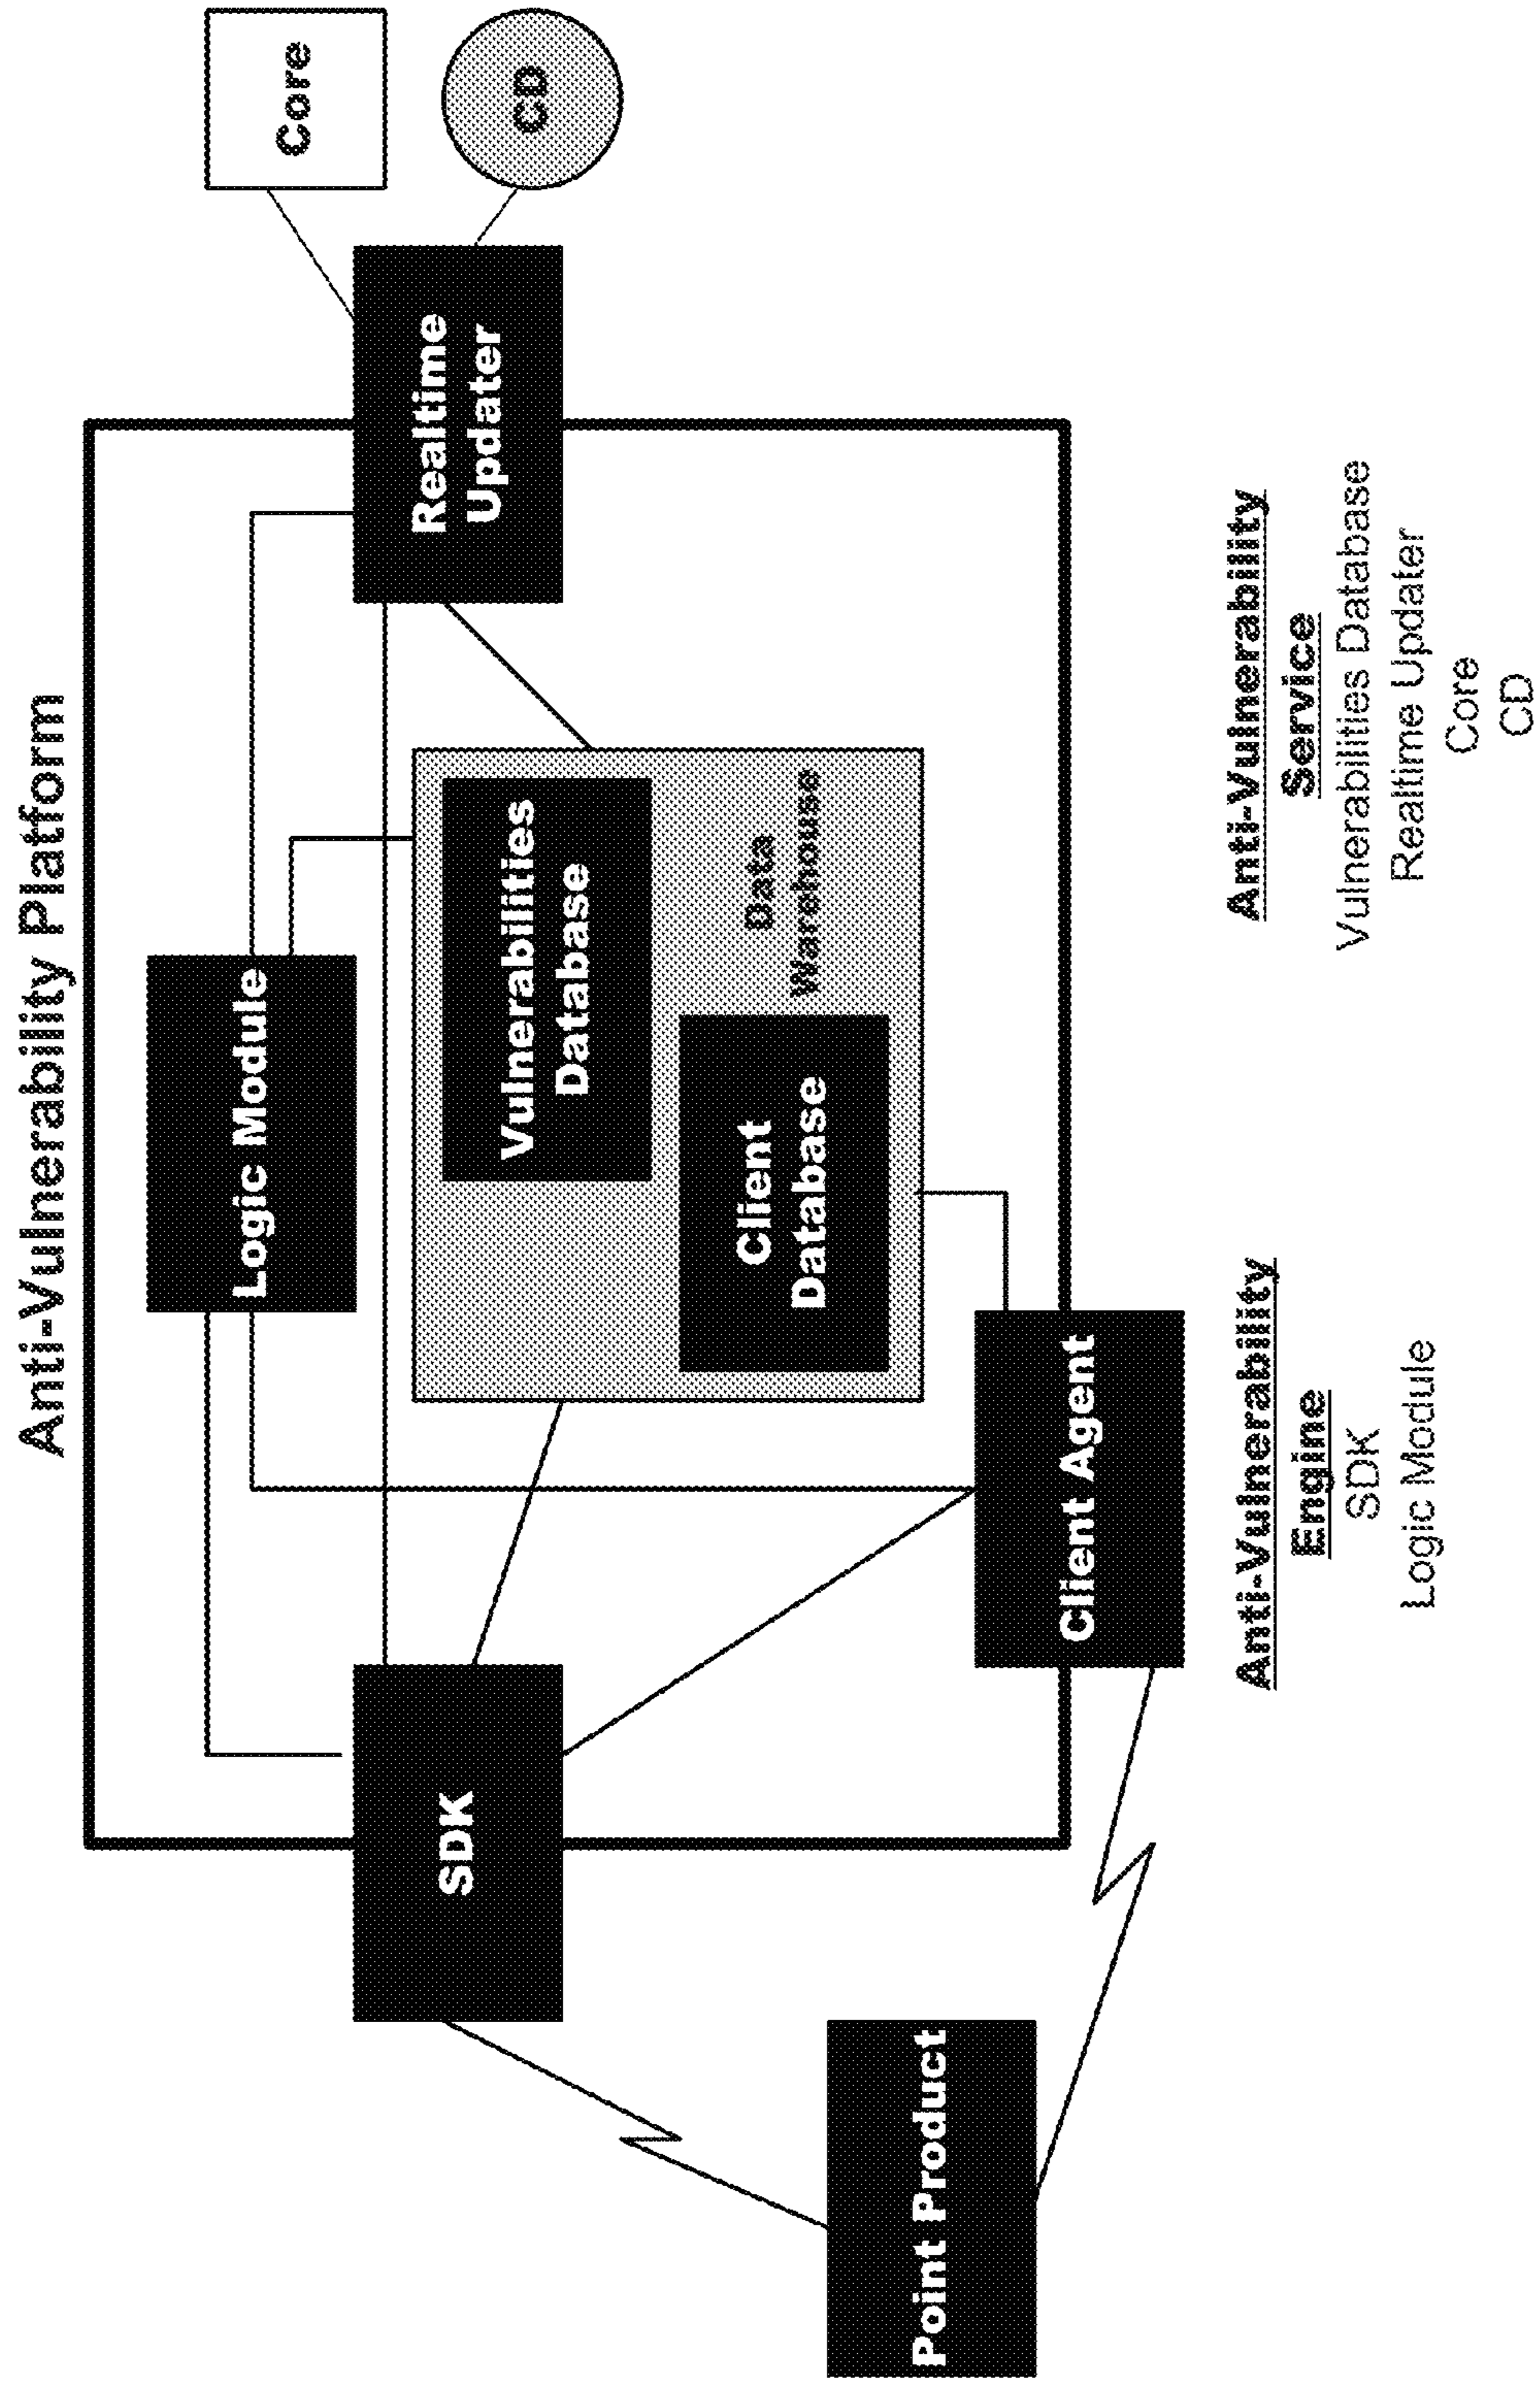 Anti-Vulnerability Platform
Core
CD
Realtime
Updater
Logic Module
Vulnerabilities
Database
Data
Warehouse
Client
Database
SDK
Client Agent
Point Product
Anti-Vulnerability
Engine
SDK
Logic Module
Anti-Vulnerability
Service
Vulnerabilities Database
Realtime Updater
Core
CD